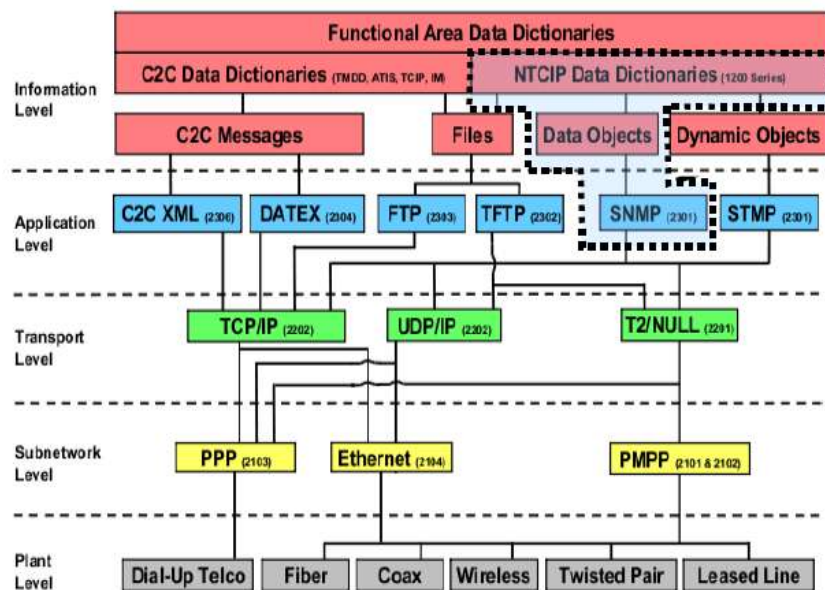 Functional Area Data Dictionaries
C2C Data Dictionaries (TMDD, ATIS, TCIP, IM)
NTCIP Data Dictionaries (1200 Series)
Information Level
C2C Messages
Files
Data Objects
Dynamic Objects
Application Level
C2C XML (2306)
DATEX (2304)
FTP (2303)
TFTP (2302)
SNMP (2301)
STMP (2301)
Transport Level
TCP/IP (2202)
UDP/IP (2202)
T2/NULL (2201)
Subnetwork Level
PPP (2103)
Ethernet (2104)
PMPP (2101 & 2102)
Plant Level
Dial-Up Telco
Fiber
Coax
Wireless
Twisted Pair
Leased Line